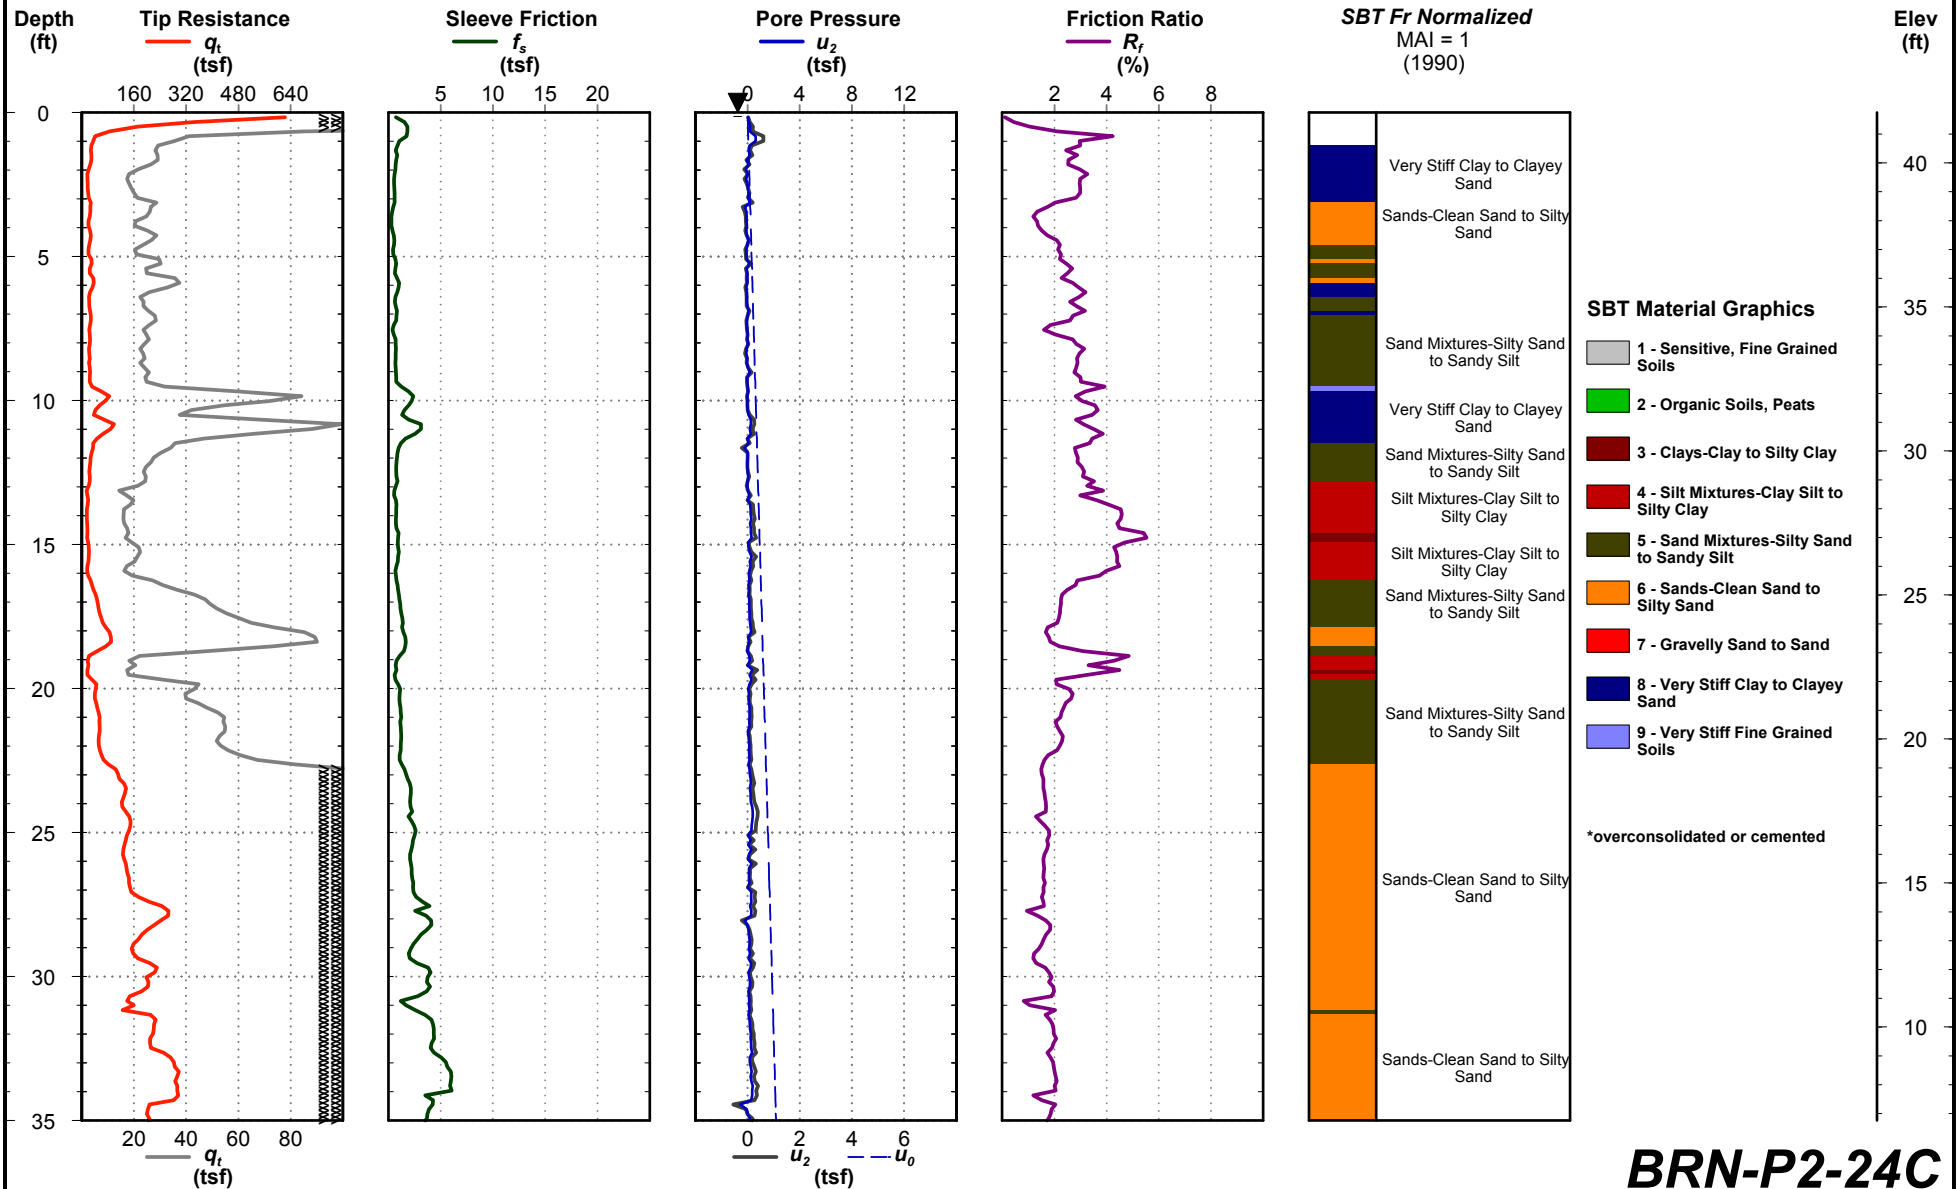 Depth
(ft)
Tip Resistance
qt
(tsf)
160 320 480 640
Sleeve Friction
fs
(tsf)
5 10 15 20
Pore Pressure
u2
(tsf)
0 4 8 12
Friction Ratio
Rf
(%)
2 4 6 8
SBT Fr Normalized
MAI = 1
(1990)
Elev
(ft)
0
5
10
15
20
25
30
35
Very Stiff Clay to Clayey
Sand
Sands-Clean Sand to Silty
Sand
Sand Mixtures-Silty Sand
to Sandy Silt
Very Stiff Clay to Clayey
Sand
Sand Mixtures-Silty Sand
to Sandy Silt
Silt Mixtures-Clay Silt to
Silty Clay
Silt Mixtures-Clay Silt to
Silty Clay
Sand Mixtures-Silty Sand
to Sandy Silt
Sand Mixtures-Silty Sand
to Sandy Silt
Sands-Clean Sand to Silty
Sand
Sands-Clean Sand to Silty
Sand
SBT Material Graphics
1 - Sensitive, Fine Grained
Soils
2 - Organic Soils, Peats
3 - Clays-Clay to Silty Clay
4 - Silt Mixtures-Clay Silt to
Silty Clay
5 - Sand Mixtures-Silty Sand
to Sandy Silt
6 - Sands-Clean Sand to
Silty Sand
7 - Gravelly Sand to Sand
8 - Very Stiff Clay to Clayey
Sand
9 - Very Stiff Fine Grained
Soils
*overconsolidated or cemented
40
35
30
25
20
15
10
20 40 60 80
qt
(tsf)
0 2 4 6
u2 u0
(tsf)
BRN-P2-24C